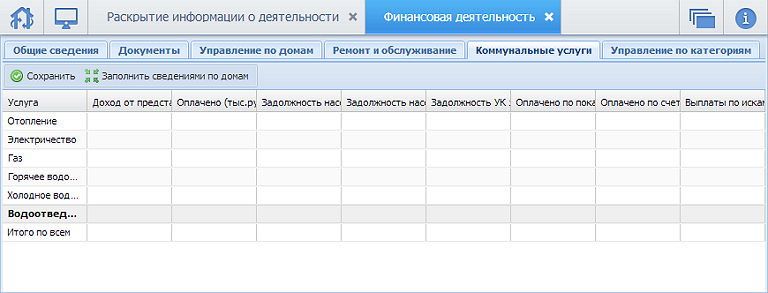 Раскрытие информации о деятельности Финансовая деятельность
Общие сведения Документы Управление по домам Ремонт и обслуживание Коммунальные услуги Управление по категориям
Сохранить Заполнить сведениями по домам
Услуга Доход от предста Оплачено (тыс.ру Задолжность нас Задолжность нас Задолжность УК Оплачено по пока Оплачено по счет Выплаты по искам
Отопление
Электричество
Газ
Горячее водо...
Холодное вод...
Водоотвед...
Итого по всем